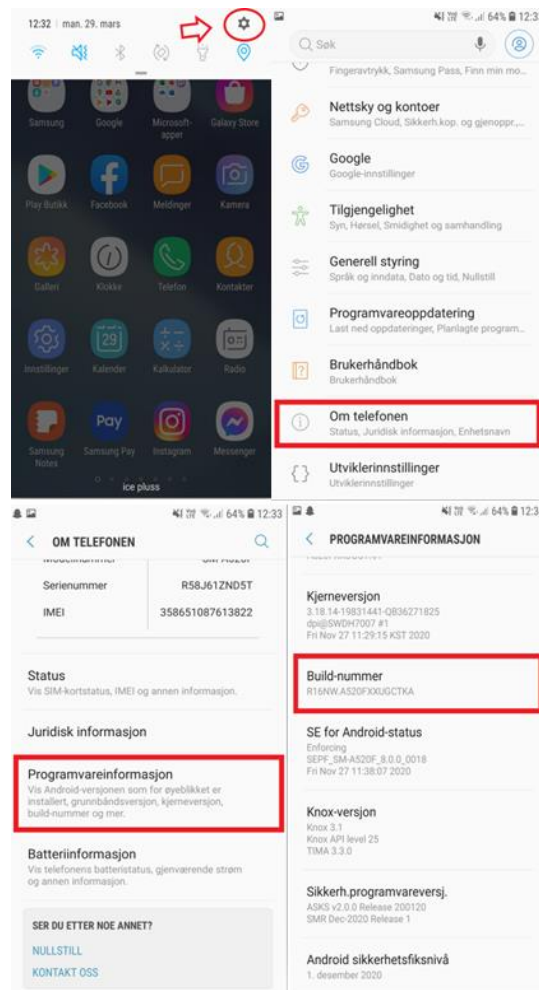 12:32 man. 29. mars
Samsung
Google
Microsoft-
apper
Galaxy Store
Play Butikk
Facebook
Meldinger
Kamera
Galleri
Klokke
Telefon
Kontakter
Innstillinger
Kalender
29
Kalkulator
Radio
Samsung
Notes
Pay
Samsung Pay
Instagram
Messenger
ice pluss
64% 12:3
Søk
Fingeravtrykk, Samsung Pass, Finn min mo...
Nettsky og kontoer
Samsung Cloud, Sikkerh.kop. og gjenoppr.,...
Google
Google-innstillinger
Tilgjengelighet
Syn, Hørsel, Smidighet og samhandling
Generell styring
Språk og inndata, Dato og tid, Nullstill
Programvareoppdatering
Last ned oppdateringer, Planlagte program...
Brukerhåndbok
Brukerhåndbok
Om telefonen
Status, Juridisk informasjon, Enhetsnavn
Utviklerinnstillinger
Utviklerinnstillinger
64% 12:33
OM TELEFONEN
Serienummer R58J61ZND5T
IMEI 358651087613822
Status
Vis SIM-kortstatus, IMEI og annen informasjon.
Juridisk informasjon
Programvareinformasjon
Vis Android-versjonen som for øyeblikket er
installert, grunnbåndsversjon, kjerneversjon,
build-nummer og mer.
Batteriinformasjon
Vis telefonens batteristatus, gjenværende strøm
og annen informasjon.
SER DU ETTER NOE ANNET?
NULLSTILL
KONTAKT OSS
64% 12:3
PROGRAMVAREINFORMASJON
Kjerneversjon
3.18.14-19831441-QB36271825
dpi@SWDH7007 #1
Fri Nov 27 11:29:15 KST 2020
Build-nummer
R16NW.A520FXXUGCTKA
SE for Android-status
Enforcing
SEPF_SM-A520F_8.0.0_0018
Fri Nov 27 11:38:07 2020
Knox-versjon
Knox 3.1
Knox API level 25
TIMA 3.3.0
Sikkerh.programvareversj.
ASKS v2.0.0 Release 200120
SMR Dec-2020 Release 1
Android sikkerhetsfiksnivå
1. desember 2020